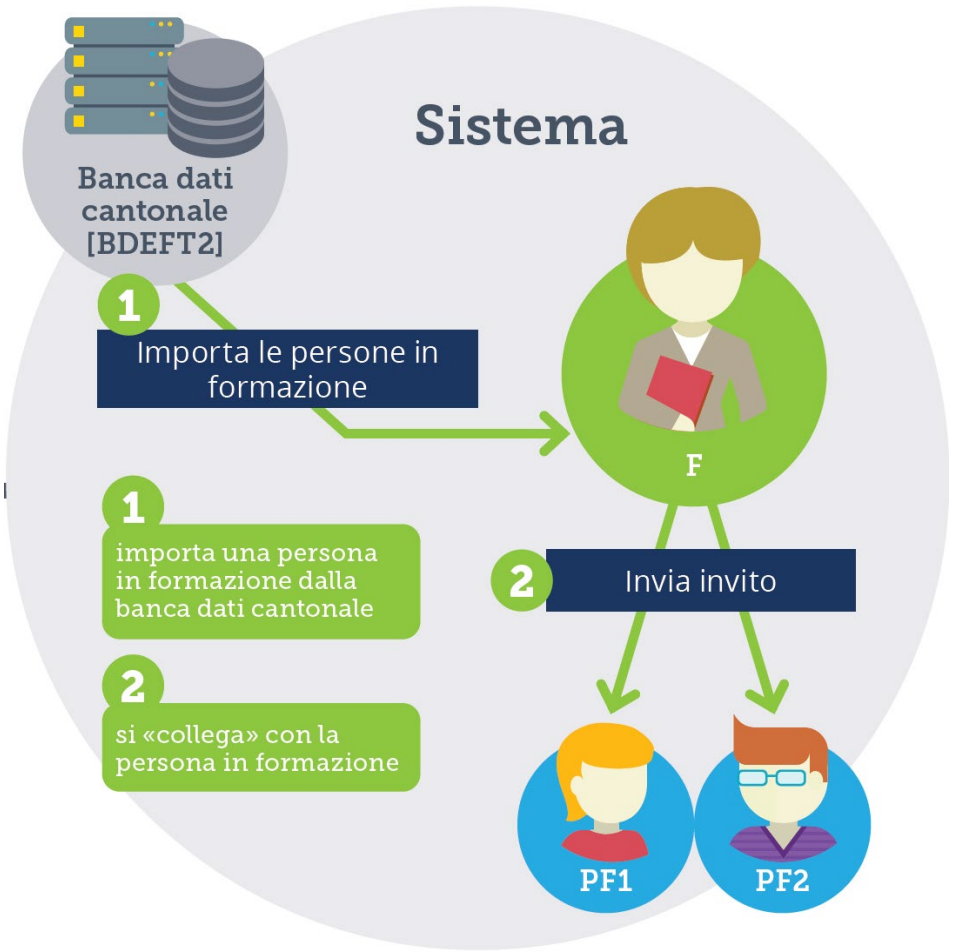 Sistema
Banca dati
cantonale
[BDEFT2]
1
Importa le persone in
formazione
F
1
importa una persona
in formazione dalla
banca dati cantonale
2
Invia invito
2
si «collega» con la
persona in formazione
PF1
PF2